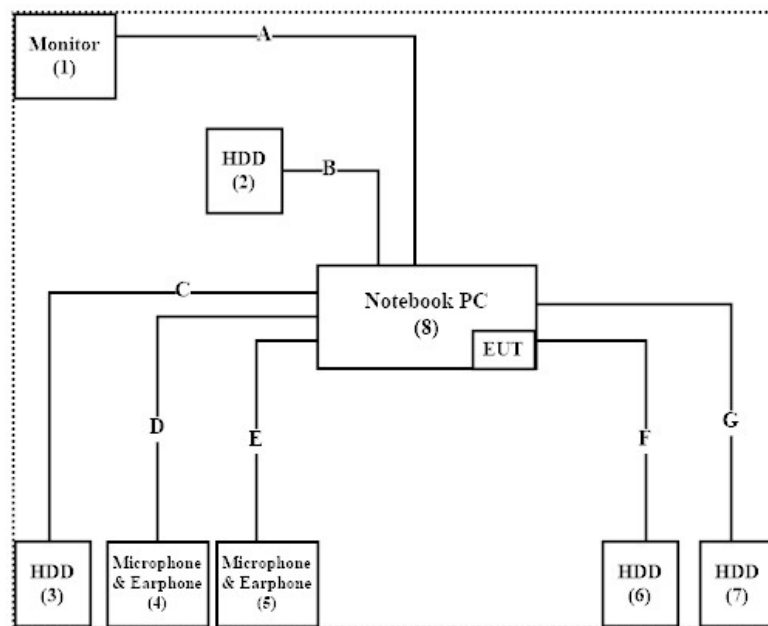 A
Monitor
(1)
HDD
(2)
B
C
Notebook PC
(8)
EUT
D
E
F
G
HDD
(3)
Microphone
& Earphone
(4)
Microphone
& Earphone
(5)
HDD
(6)
HDD
(7)